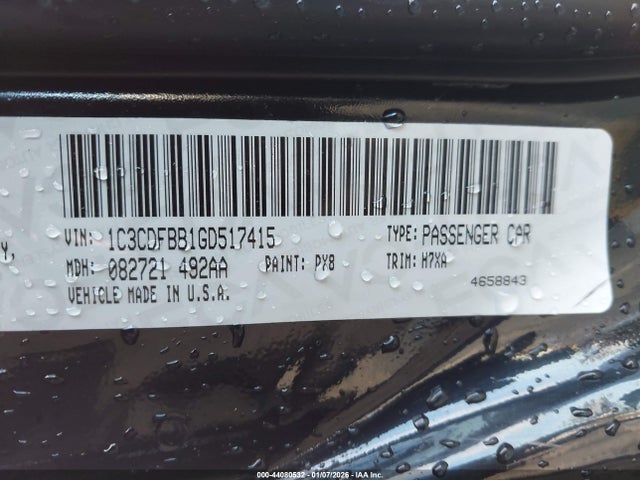 VIN: 1C3CDFBB1GD517415 TYPE: PASSENGER CAR
Y, MDH: 082721 492AA PAINT: PX8 TRIM: H7XA
VEHICLE MADE IN U.S.A. 4658843
000-44080532 - 01/07/2026 - IAA Inc.